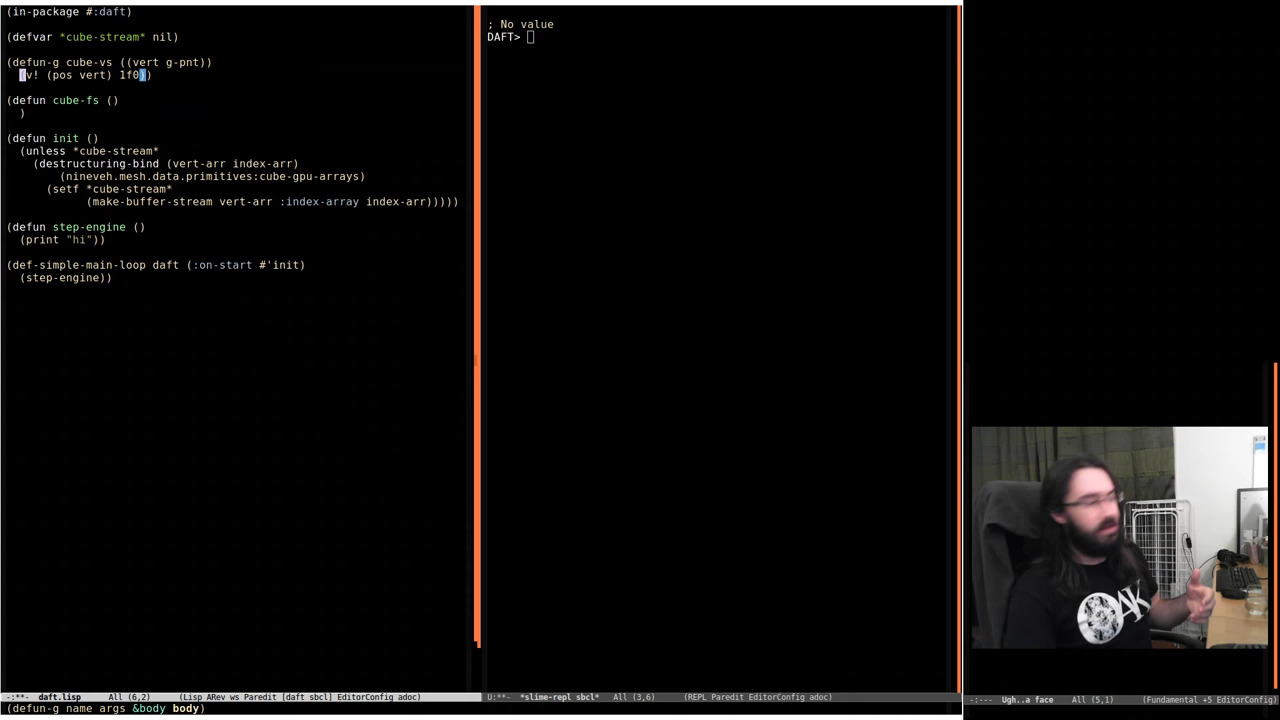 (in-package #:daft)
(defvar *cube-stream* nil)
(defun-g cube-vs ((vert g-pnt))
  (v! (pos vert) 1f0))
(defun cube-fs ()
  )
(defun init ()
  (unless *cube-stream*
    (destructuring-bind (vert-arr index-arr)
        (nineveh.mesh.data.primitives:cube-gpu-arrays)
      (setf *cube-stream*
            (make-buffer-stream vert-arr :index-array index-arr)))))
(defun step-engine ()
  (print "hi"))
(def-simple-main-loop daft (:on-start #'init)
  (step-engine))
; No value
DAFT>
OAK
-:**-  daft.lisp      All (6,2)      (Lisp ARev ws Paredit [daft sbcl] EditorConfig adoc)
U:**-  *slime-repl sbcl*   All (3,6)      (REPL Paredit EditorConfig adoc)
-:---  Ugh..a face    All (5,1)      (Fundamental +5 EditorConfig)
(defun-g name args &body body)